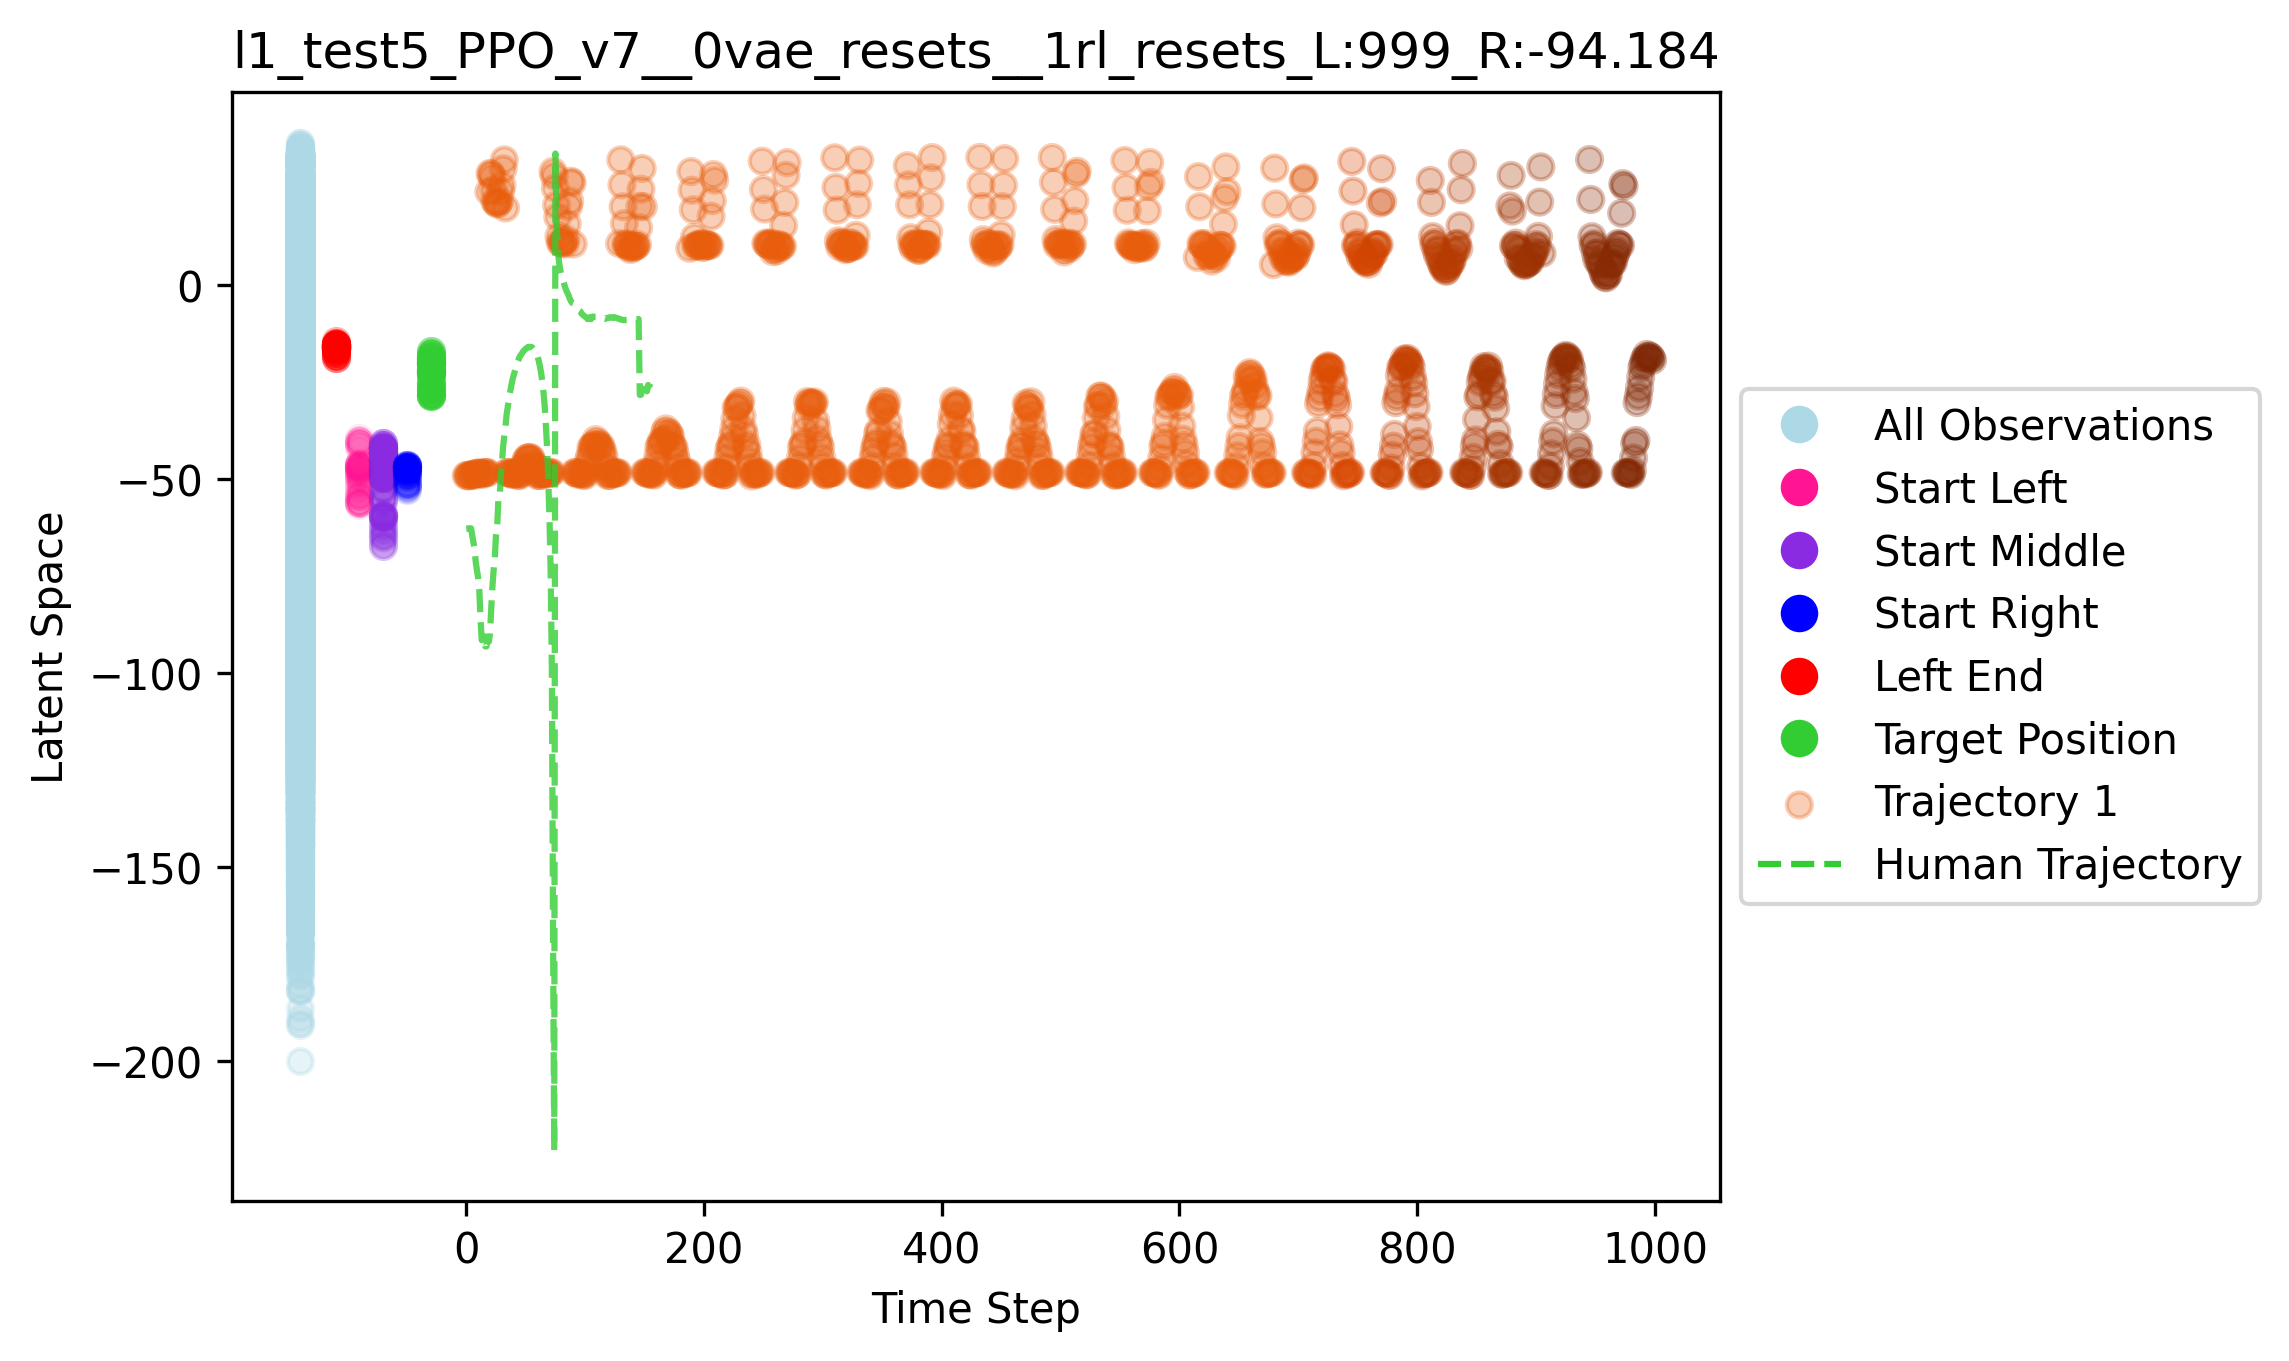 l1_test5_PPO_v7__0vae_resets__1rl_resets_L:999_R:-94.184
Latent Space
0
−50
−100
−150
−200
0
200
400
600
800
1000
Time Step
All Observations
Start Left
Start Middle
Start Right
Left End
Target Position
Trajectory 1
Human Trajectory